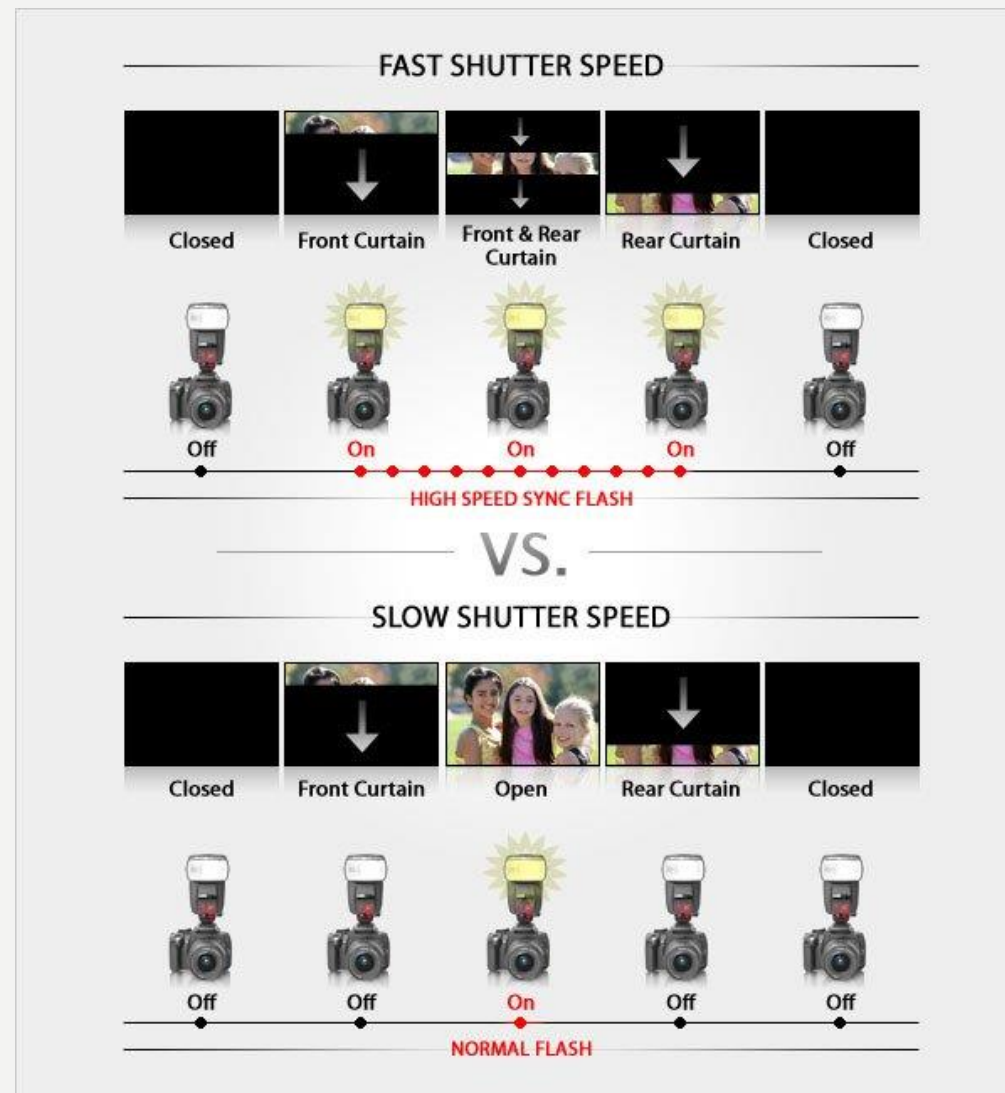 FAST SHUTTER SPEED
Closed
Front Curtain
Front & Rear
Curtain
Rear Curtain
Closed
Off
On
On
On
Off
HIGH SPEED SYNC FLASH
VS.
SLOW SHUTTER SPEED
Closed
Front Curtain
Open
Rear Curtain
Closed
Off
Off
On
Off
Off
NORMAL FLASH